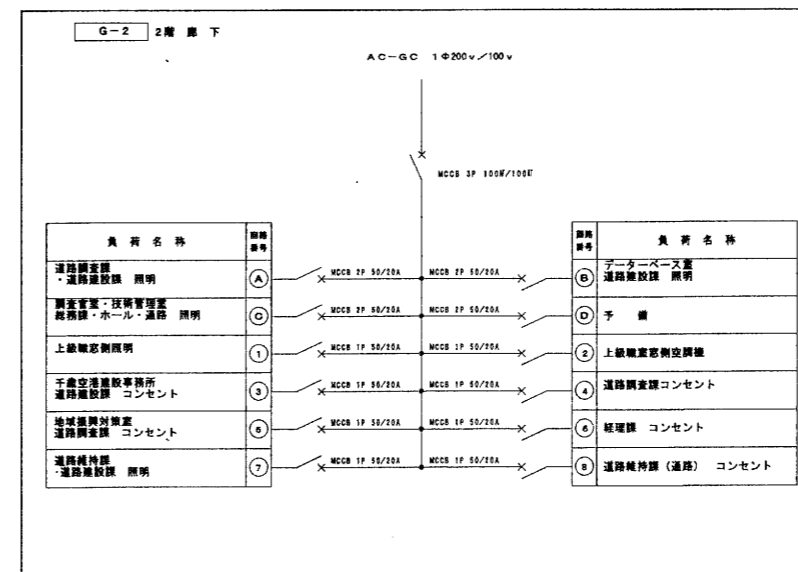 G-2 2階 廊下
AC-GC 1Φ200v/100v
MCCB 3P 100AF/100AT
負荷名称 回路番号 回路番号 負荷名称
道路調査課
・道路建設課 照明
A MCCB 2P 50/20A MCCB 2P 50/20A B
データーベース室
道路建設課 照明
調査官室・技術管理室
総務課・ホール・通路 照明
C MCCB 2P 50/20A MCCB 2P 50/20A D
予備
上級職窓側照明
1 MCCB 1P 50/20A MCCB 1P 50/20A 2
上級職室窓側空調機
千歳空港建設事務所
道路建設課 コンセント
3 MCCB 1P 50/20A MCCB 1P 50/20A 4
道路調査課コンセント
地域振興対策室
道路調査課 コンセント
5 MCCB 1P 50/20A MCCB 1P 50/20A 6
経理課 コンセント
道路維持課
・道路建設課 照明
7 MCCB 1P 50/20A MCCB 1P 50/20A 8
道路維持課(通路) コンセント